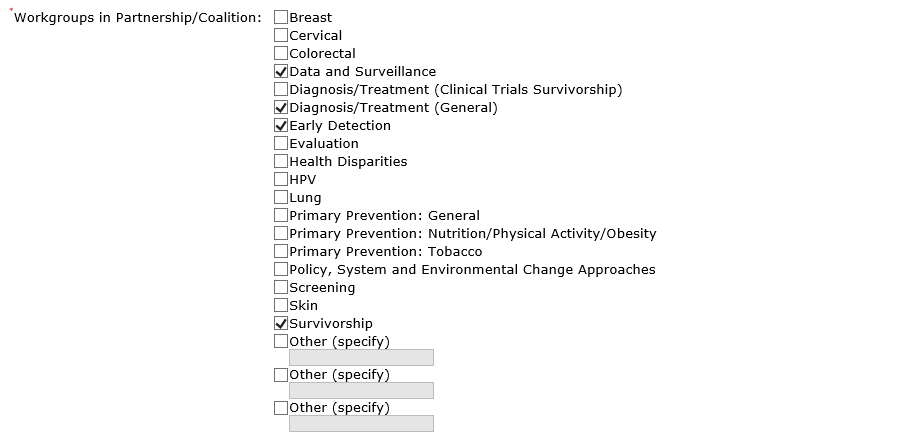 *Workgroups in Partnership/Coalition: Breast
Cervical
Colorectal
Data and Surveillance
Diagnosis/Treatment (Clinical Trials Survivorship)
Diagnosis/Treatment (General)
Early Detection
Evaluation
Health Disparities
HPV
Lung
Primary Prevention: General
Primary Prevention: Nutrition/Physical Activity/Obesity
Primary Prevention: Tobacco
Policy, System and Environmental Change Approaches
Screening
Skin
Survivorship
Other (specify)
Other (specify)
Other (specify)